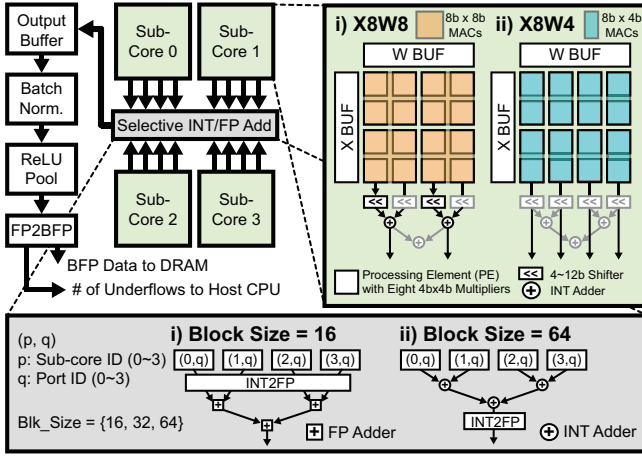 Output
Buffer
Batch
Norm.
ReLU
Pool
FP2BFP
BFP Data to DRAM
# of Underflows to Host CPU
Sub-
Core 0
Sub-
Core 1
Selective INT/FP Add
Sub-
Core 2
Sub-
Core 3
i) X8W8
8b x 8b
MACs
W BUF
X BUF
<<
<<
<<
<<
ii) X8W4
8b x 4b
MACs
W BUF
X BUF
<<
<<
<<
<<
Processing Element (PE)
with Eight 4bx4b Multipliers
<< 4~12b Shifter
INT Adder
(p, q)
p: Sub-core ID (0~3)
q: Port ID (0~3)
Blk_Size = {16, 32, 64}
i) Block Size = 16
(0,q) (1,q) (2,q) (3,q)
INT2FP
FP Adder
ii) Block Size = 64
(0,q) (1,q) (2,q) (3,q)
INT2FP
INT Adder